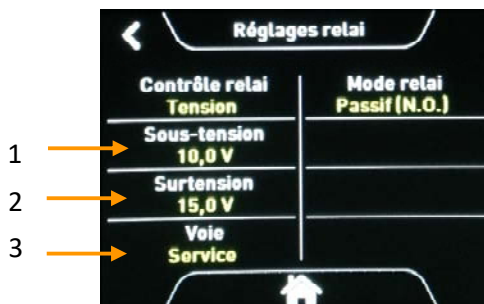 Réglages relai
Contrôle relai
Tension
Mode relai
Passif (N.O.)
1
Sous-tension
10,0 V
2
Surtension
15,0 V
3
Voie
Service